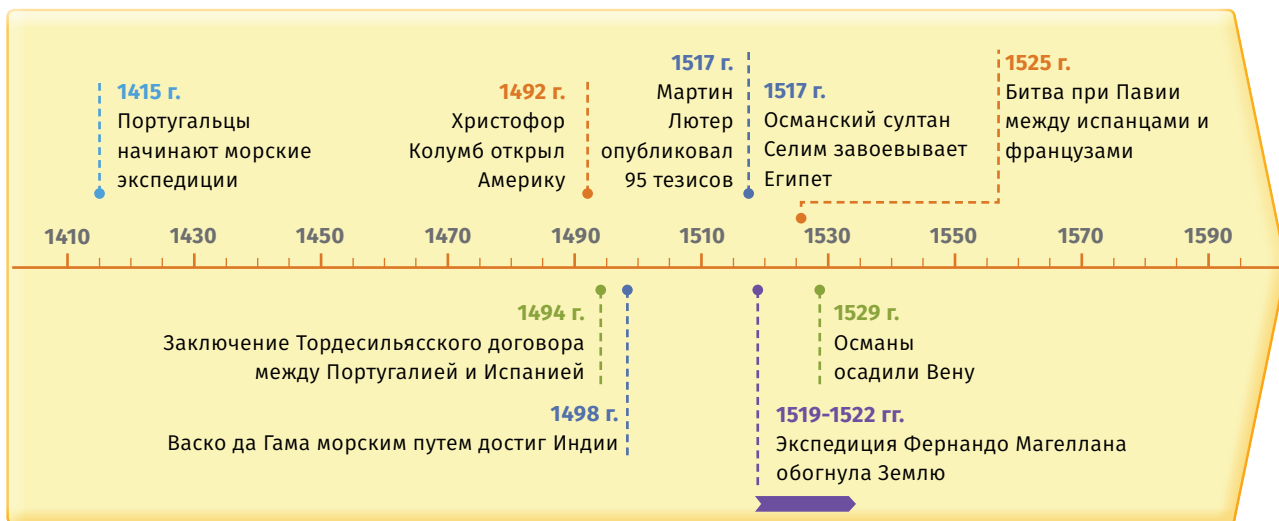 1415 г.
Португальцы
начинают морские
экспедиции
1492 г.
Христофор
Колумб открыл
Америку
1517 г.
Мартин
Лютер
опубликовал
95 тезисов
1517 г.
Османский султан
Селим завоевывает
Египет
1525 г.
Битва при Павии
между испанцами и
французами
1410 1430 1450 1470 1490 1510 1530 1550 1570 1590
1494 г.
Заключение Тордесильясского договора
между Португалией и Испанией
1498 г.
Васко да Гама морским путем достиг Индии
1529 г.
Османы
осадили Вену
1519-1522 гг.
Экспедиция Фернандо Магеллана
обогнула Землю